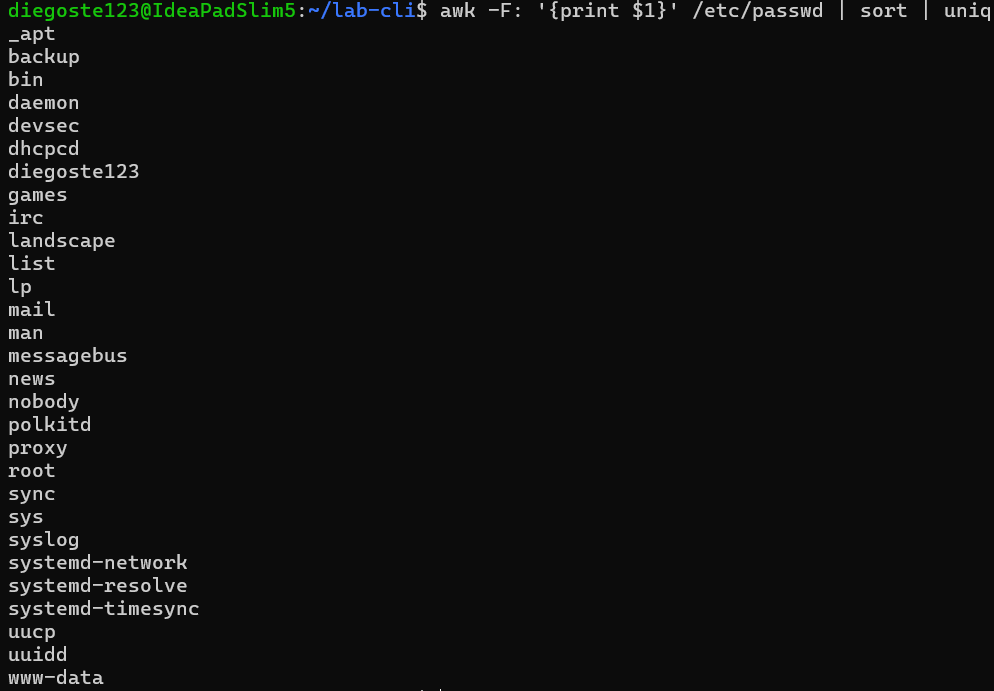 diegoste123@IdeaPadSlim5:~/lab-cli$ awk -F: '{print $1}' /etc/passwd | sort | uniq
_apt
backup
bin
daemon
devsec
dhcpcd
diegoste123
games
irc
landscape
list
lp
mail
man
messagebus
news
nobody
polkitd
proxy
root
sync
sys
syslog
systemd-network
systemd-resolve
systemd-timesync
uucp
uuidd
www-data